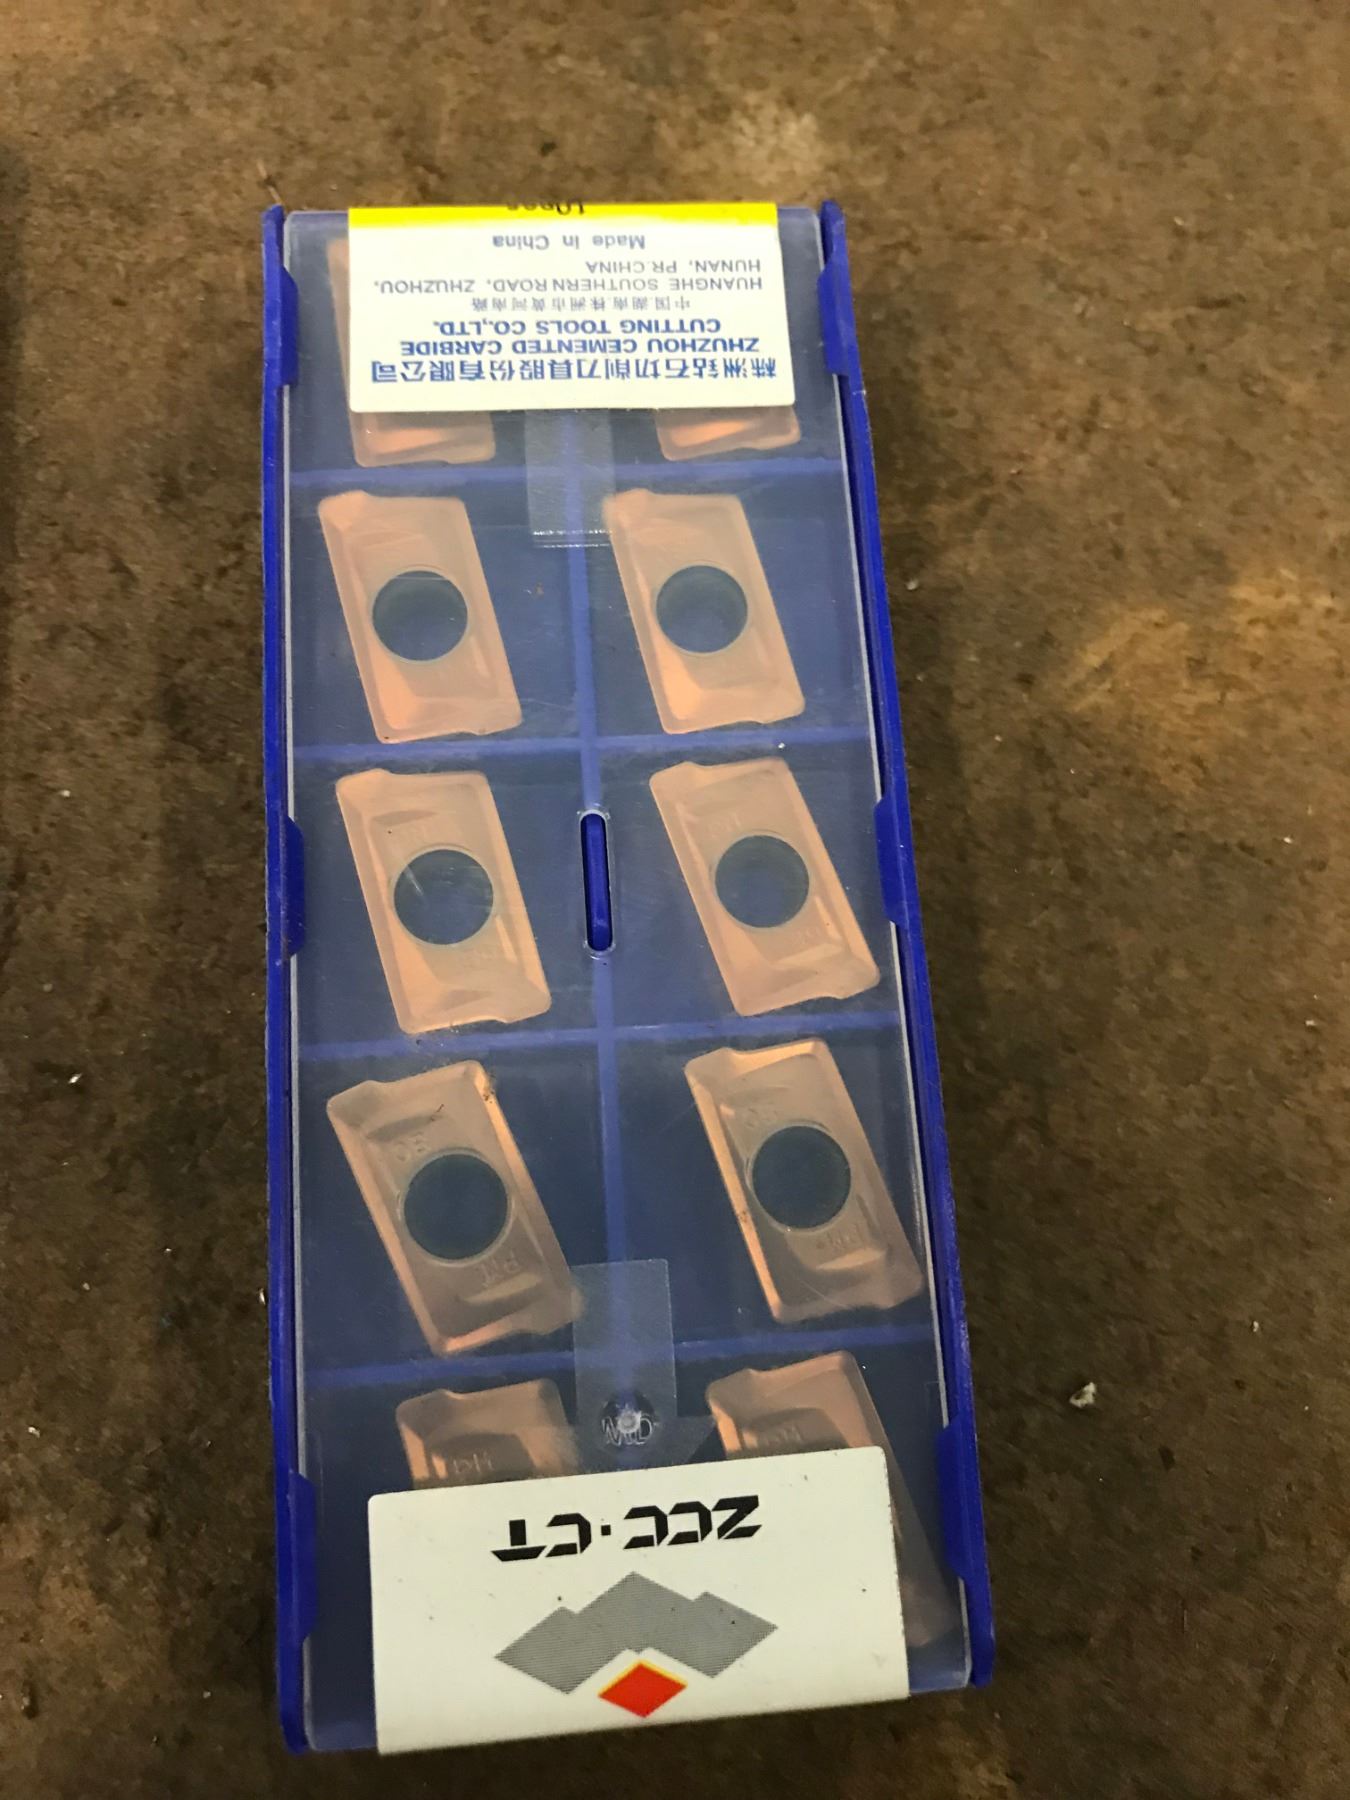 ZCC·CT
株洲钻石切削刀具股份有限公司
ZHUZHOU CEMENTED CARBIDE
CUTTING TOOLS CO.,LTD.
中国.湖南.株洲市黄河南路
HUANGHE SOUTHERN ROAD, ZHUZHOU,
HUNAN, PR.CHINA
Made in China
10pcs